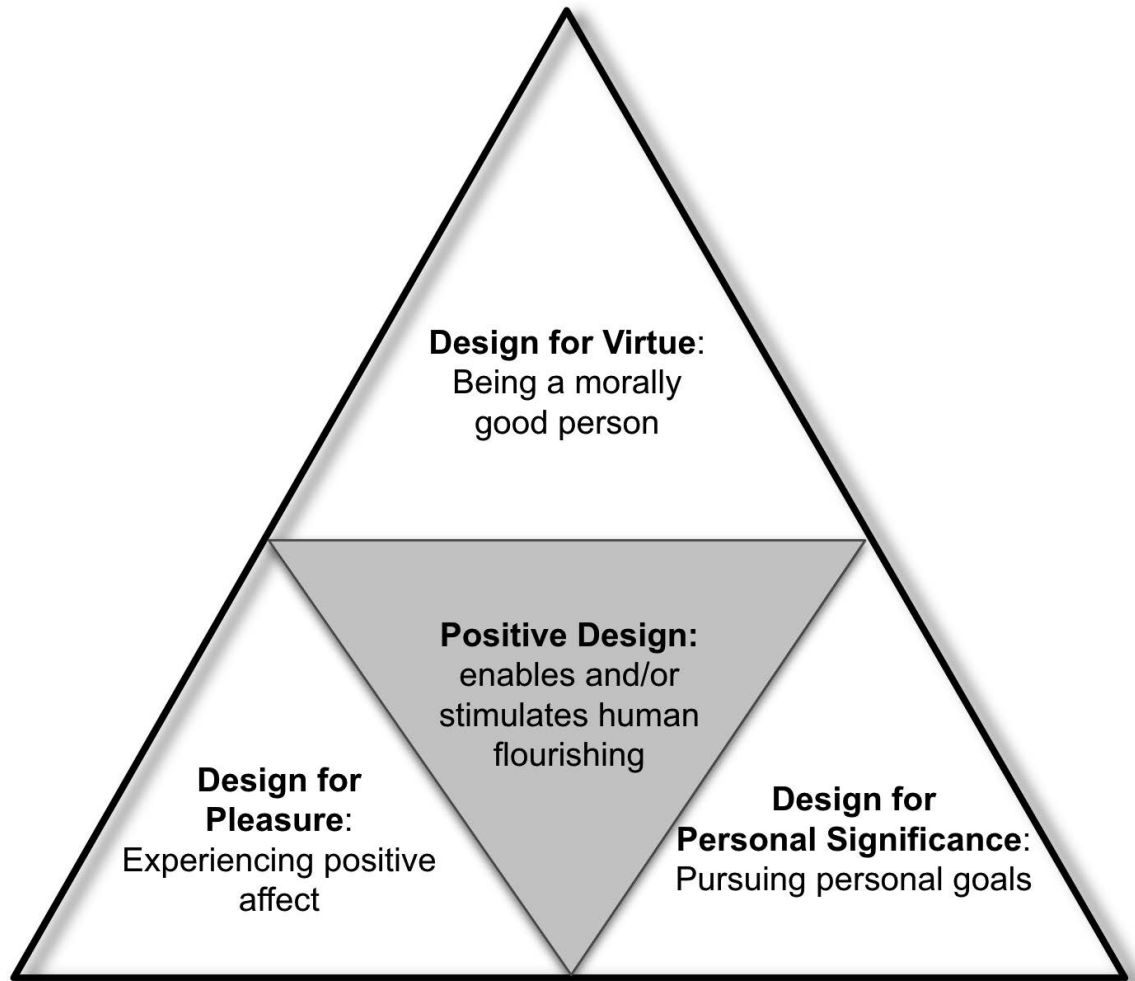 Design for Virtue:
Being a morally
good person
Positive Design:
enables and/or
stimulates human
flourishing
Design for
Pleasure:
Experiencing positive
affect
Design for
Personal Significance:
Pursuing personal goals